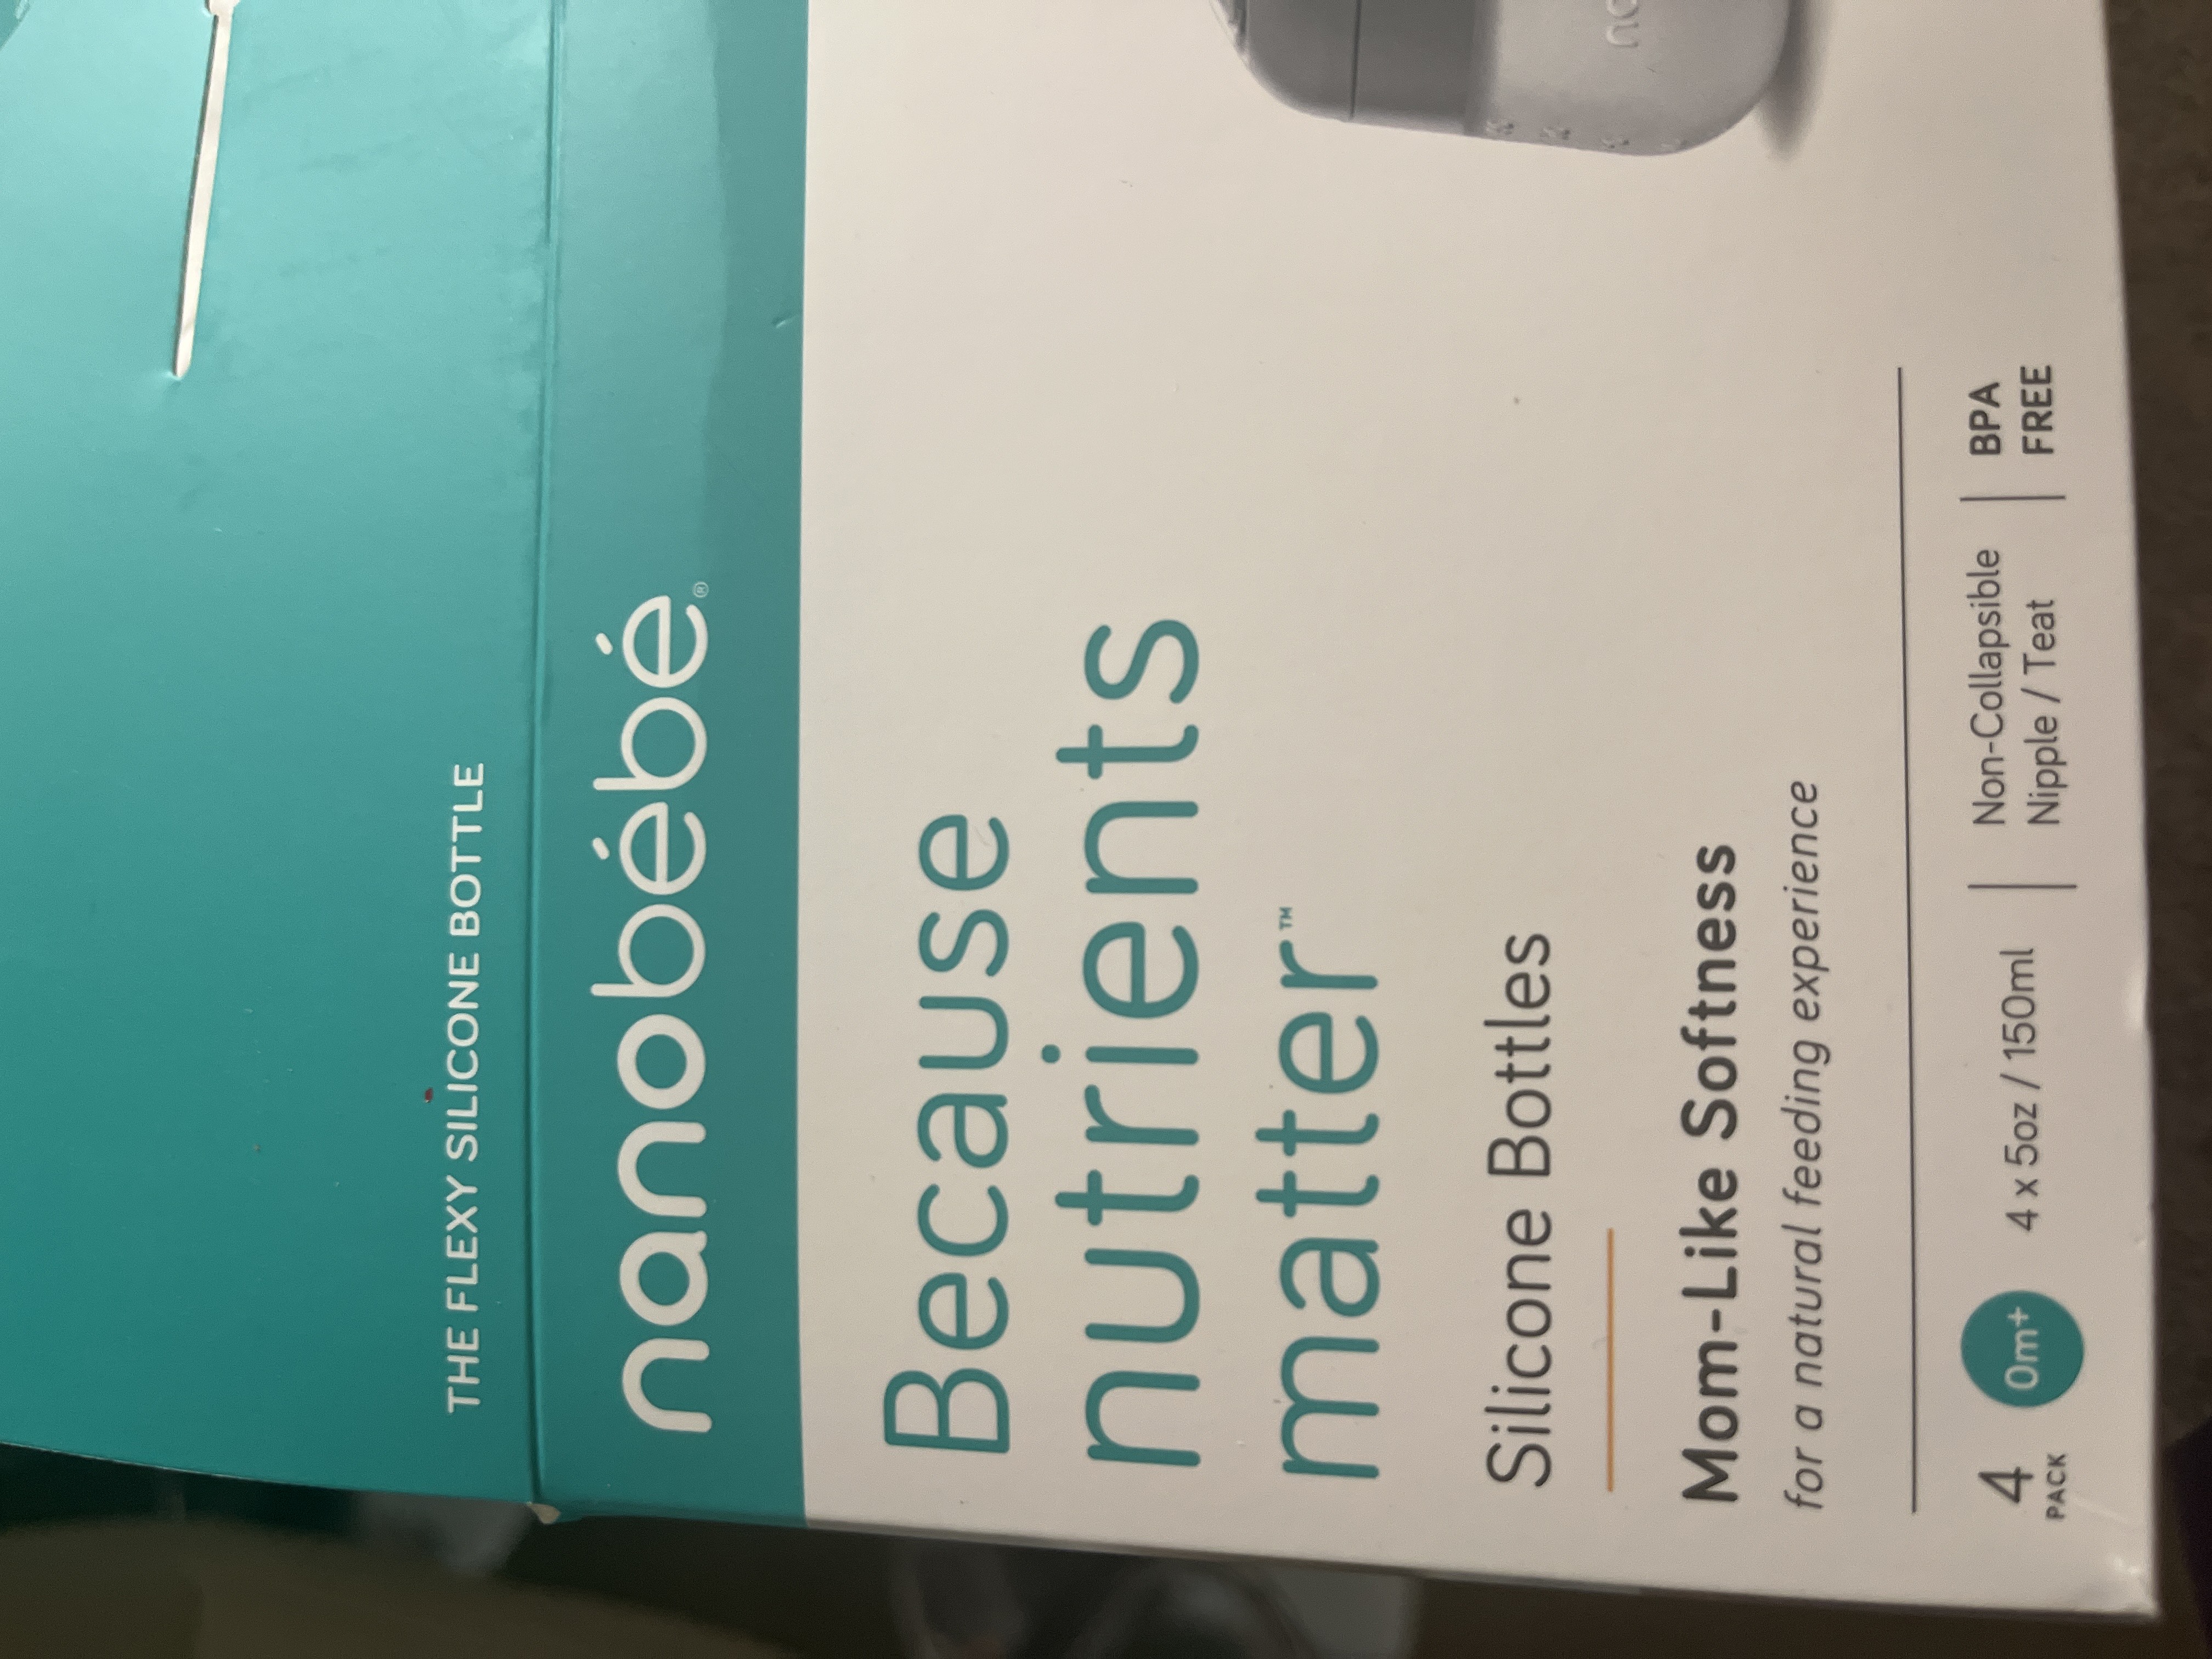 THE FLEXY SILICONE BOTTLE
nanobébé®
Because
nutrients
matter™
Silicone Bottles
Mom-Like Softness
for a natural feeding experience
4
PACK
0m+
4 x 5oz / 150ml
Non-Collapsible
Nipple / Teat
BPA
FREE